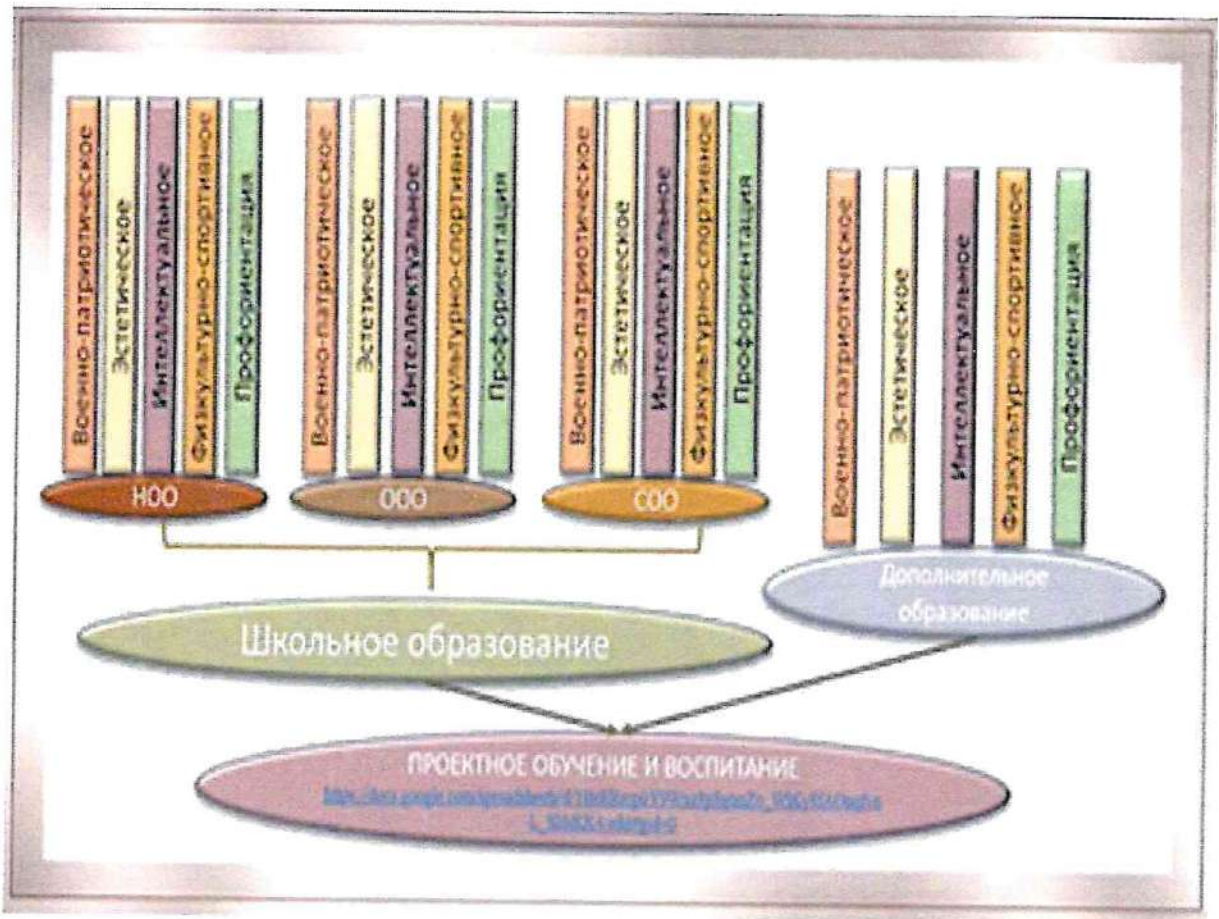 Военно-патриотическое
Эстетическое
Интеллектуальное
Физкультурно-спортивное
Профориентация
НОО
Военно-патриотическое
Эстетическое
Интеллектуальное
Физкультурно-спортивное
Профориентация
ООО
Военно-патриотическое
Эстетическое
Интеллектуальное
Физкультурно-спортивное
Профориентация
СОО
Военно-патриотическое
Эстетическое
Интеллектуальное
Физкультурно-спортивное
Профориентация
Дополнительное
образование
Школьное образование
ПРОЕКТНОЕ ОБУЧЕНИЕ И ВОСПИТАНИЕ